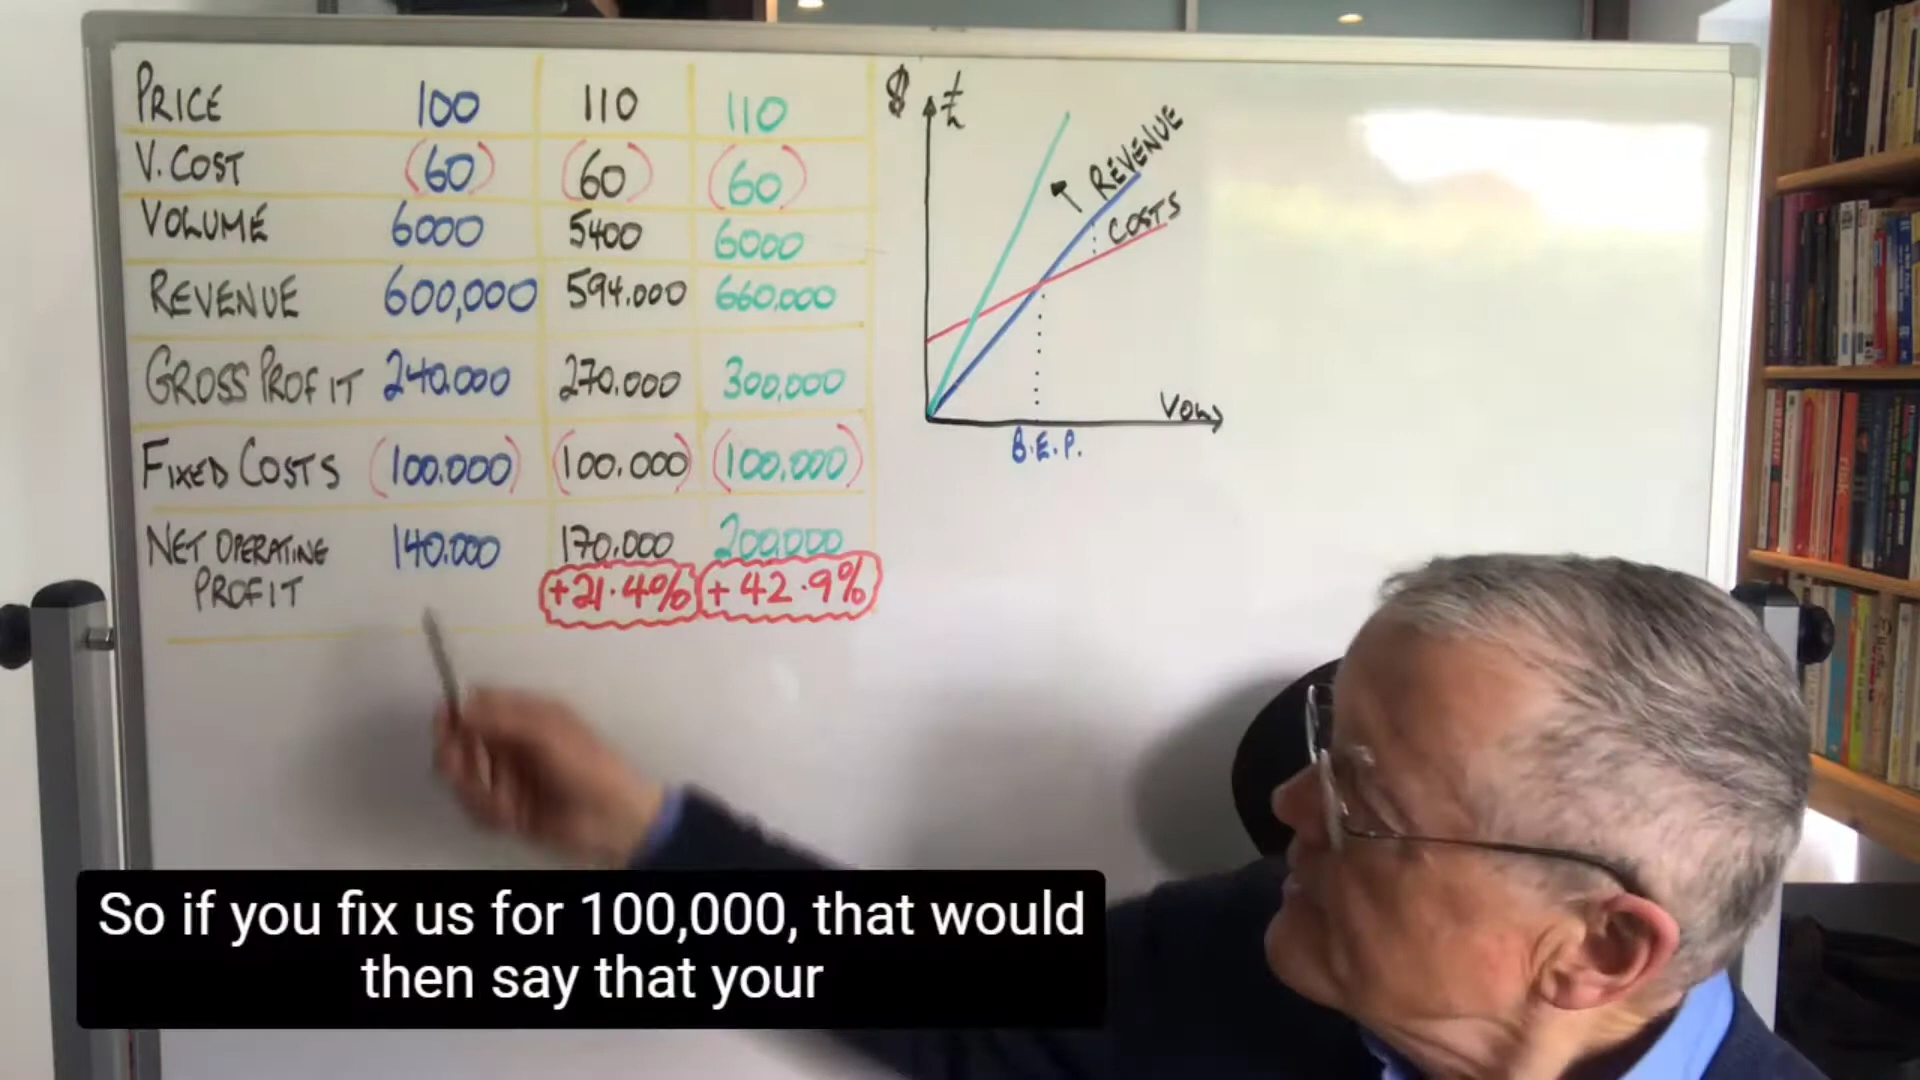 PRICE 100 110 110
V. COST (60) (60) (60)
VOLUME 6000 5400 6000
REVENUE 600,000 594.000 660,000
GROSS PROFIT 240.000 270.000 300,000
FIXED COSTS (100.000) (100.000) (100,000)
NET OPERATING 140.000 170.000 200,000
PROFIT +21.4% + 42.9%
$ £
REVENUE
COSTS
VOL
B.E.P.
So if you fix us for 100,000, that would
then say that your